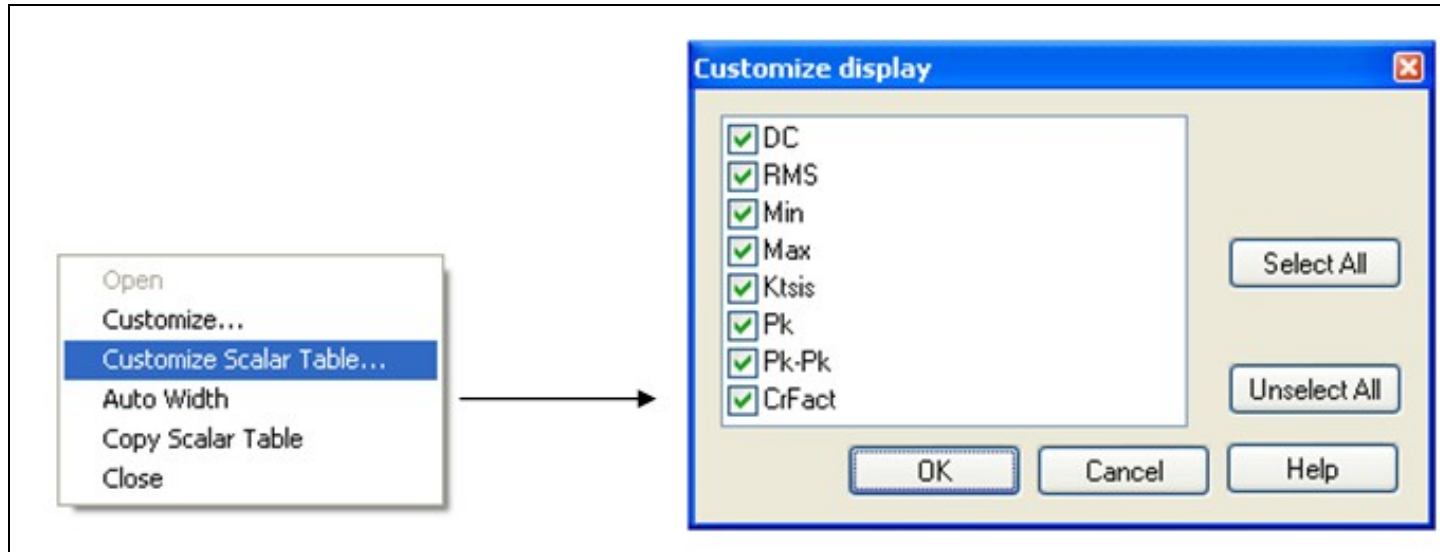 Open
Customize...
Customize Scalar Table...
Auto Width
Copy Scalar Table
Close
Customize display
DC
RMS
Min
Max
Ktsis
Pk
Pk-Pk
CrFact
Select All
Unselect All
OK
Cancel
Help